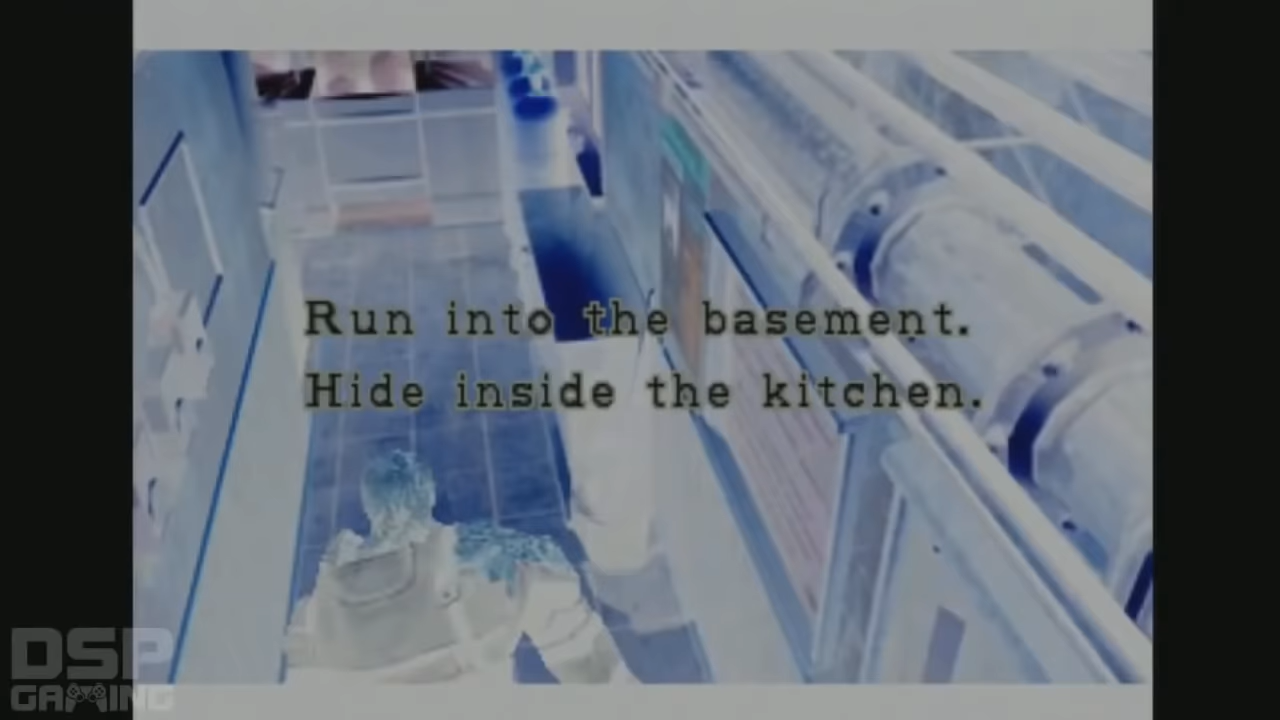 Run into the basement.
Hide inside the kitchen.
DSP
GAMING